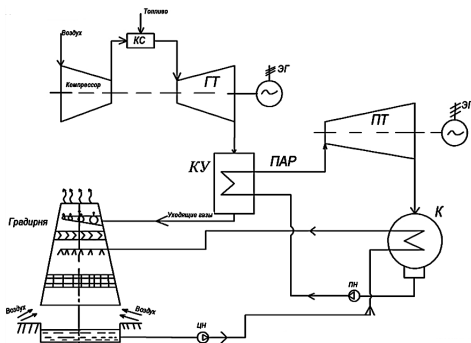 Топливо
Воздух
КС
Компрессор
ГТ
ЭГ
ПТ
ЭГ
КУ
ПАР
Градирня
Уходящие газы
К
Воздух
Воздух
ЦН
ПН